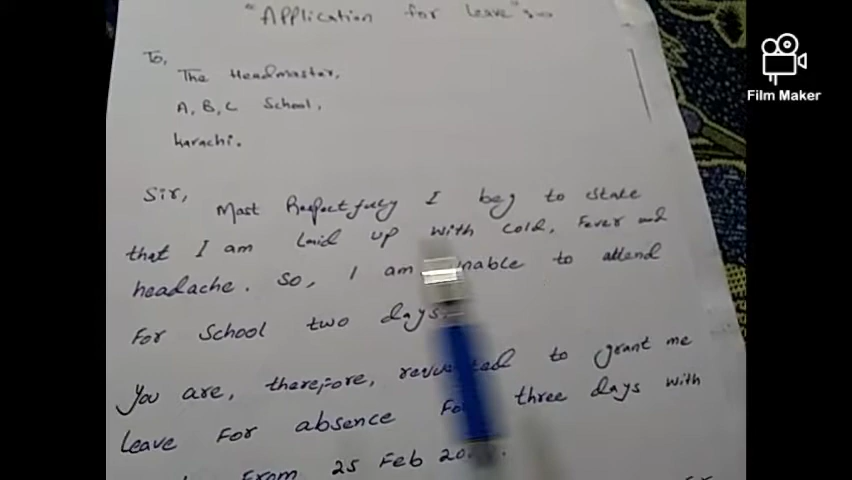 "Application for Leave":-
To,
The Headmaster,
A, B, C School,
Karachi.
Sir,
Most Respectfully I beg to state
that I am laid up with cold, Fever and
headache. So, I am unable to attend
For School two days.
You are, therefore, requested to grant me
leave For absence For three days with
From 25 Feb
Film Maker